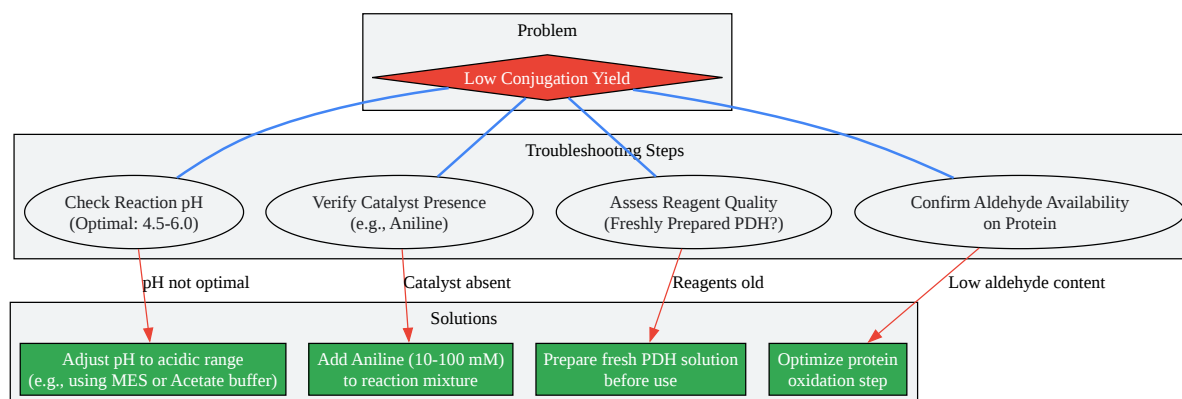 Problem
Low Conjugation Yield
Troubleshooting Steps
Check Reaction pH
(Optimal: 4.5-6.0)
Verify Catalyst Presence
(e.g., Aniline)
Assess Reagent Quality
(Freshly Prepared PDH?)
Confirm Aldehyde Availability
on Protein
pH not optimal
Catalyst absent
Reagents old
Low aldehyde content
Solutions
Adjust pH to acidic range
(e.g., using MES or Acetate buffer)
Add Aniline (10-100 mM)
to reaction mixture
Prepare fresh PDH solution
before use
Optimize protein
oxidation step